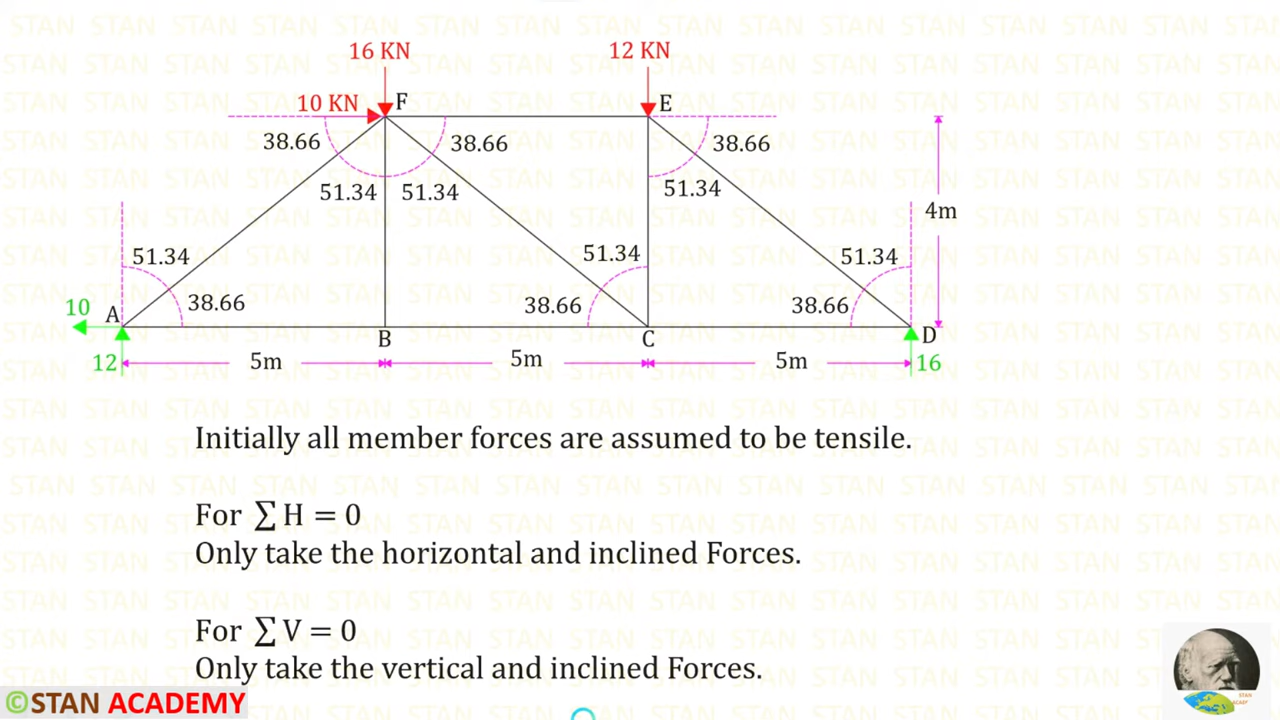 16 KN
12 KN
10 KN
F
E
38.66
38.66
38.66
51.34
51.34
51.34
4m
51.34
51.34
51.34
10
A
38.66
38.66
38.66
B
C
D
12
5m
5m
5m
16
Initially all member forces are assumed to be tensile.
For ∑ H = 0
Only take the horizontal and inclined Forces.
For ∑ V = 0
Only take the vertical and inclined Forces.
©STAN ACADEMY